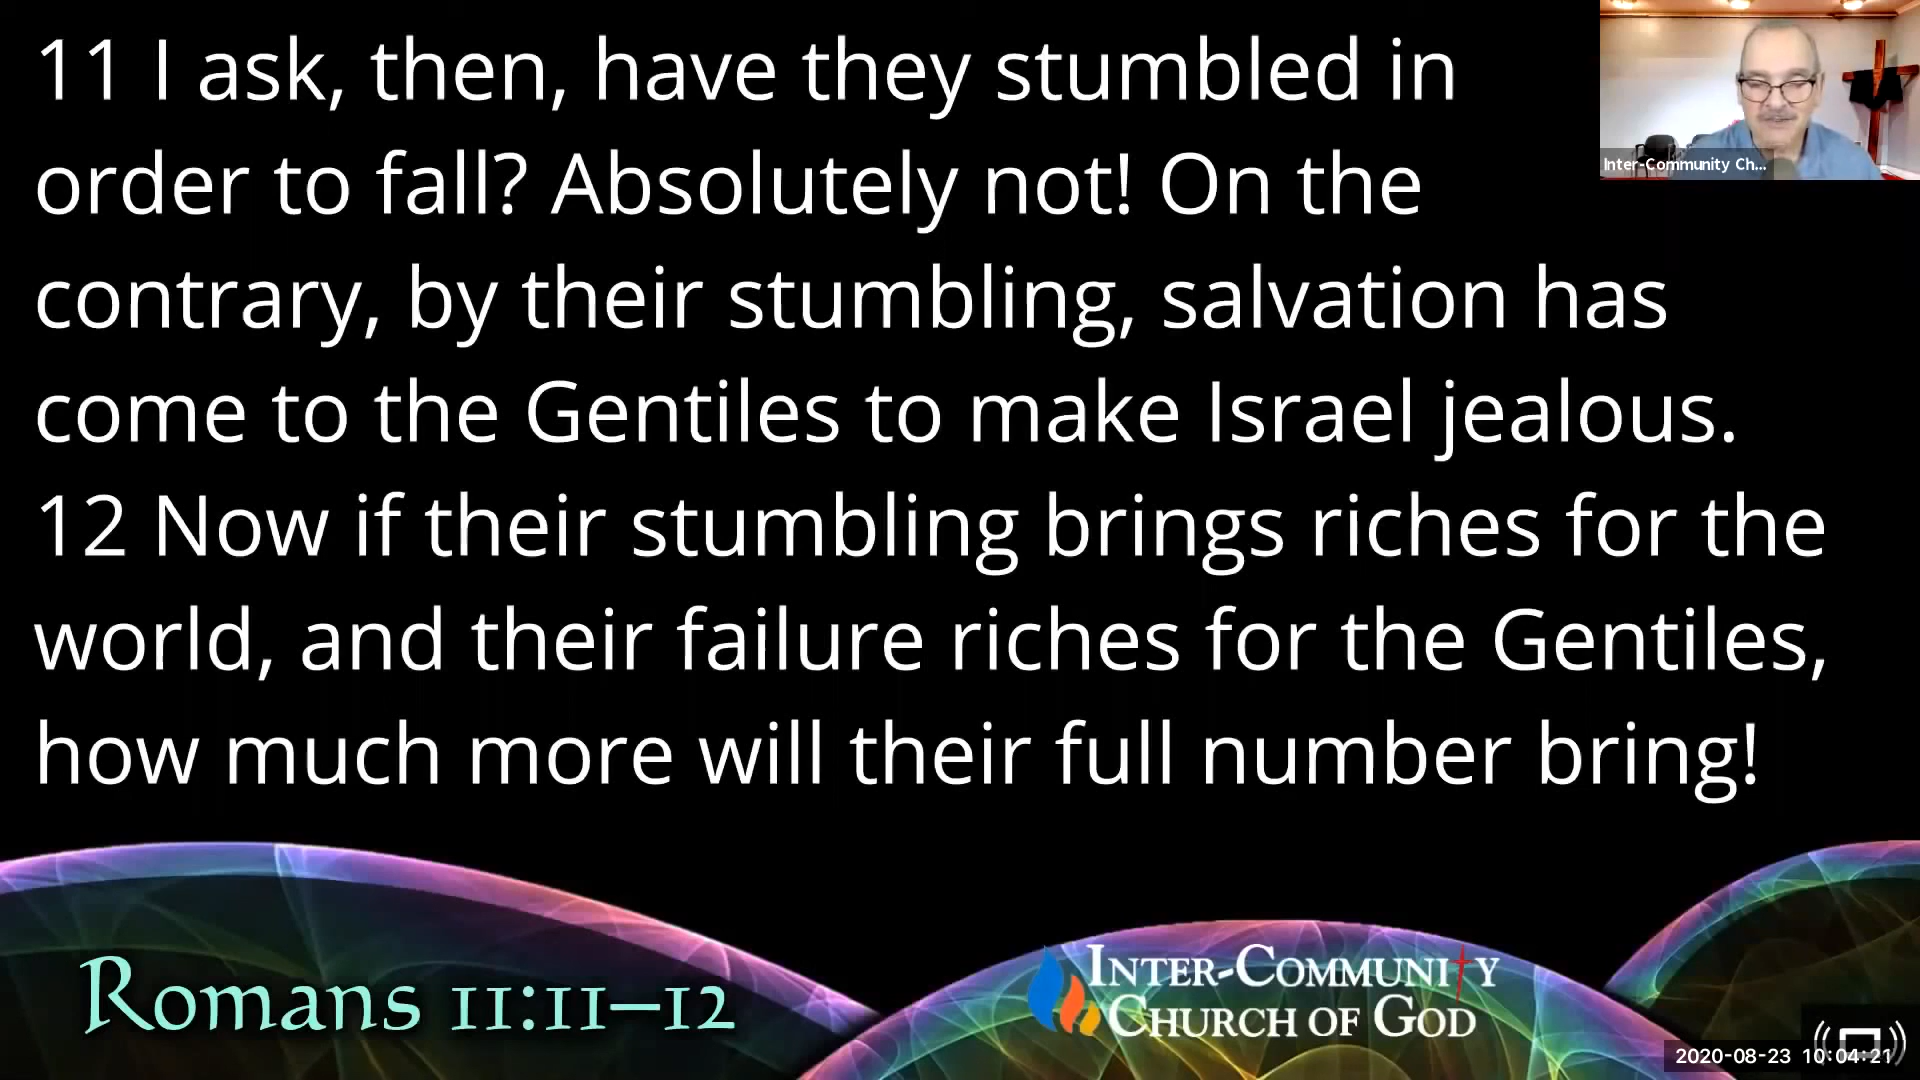 11 I ask, then, have they stumbled in
order to fall? Absolutely not! On the
contrary, by their stumbling, salvation has
come to the Gentiles to make Israel jealous.
12 Now if their stumbling brings riches for the
world, and their failure riches for the Gentiles,
how much more will their full number bring!
Inter-Community Ch...
Romans 11:11–12
INTER-COMMUNITY
CHURCH OF GOD
2020-08-23 10:04:21